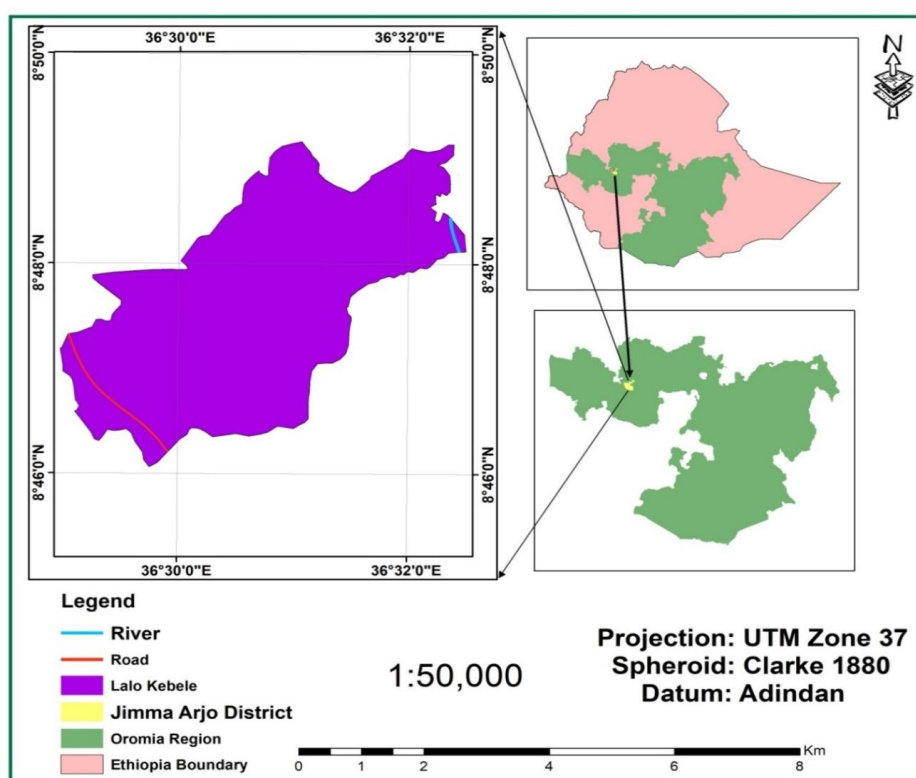 36°30'0"E
36°32'0"E
8°50'0"N
8°50'0"N
N
8°48'0"N
8°48'0"N
8°46'0"N
8°46'0"N
36°30'0"E
36°32'0"E
Legend
River
Road
Lalo Kebele
Jimma Arjo District
Oromia Region
Ethiopia Boundary
1:50,000
Projection: UTM Zone 37
Spheroid: Clarke 1880
Datum: Adindan
Km
0 1 2 4 6 8